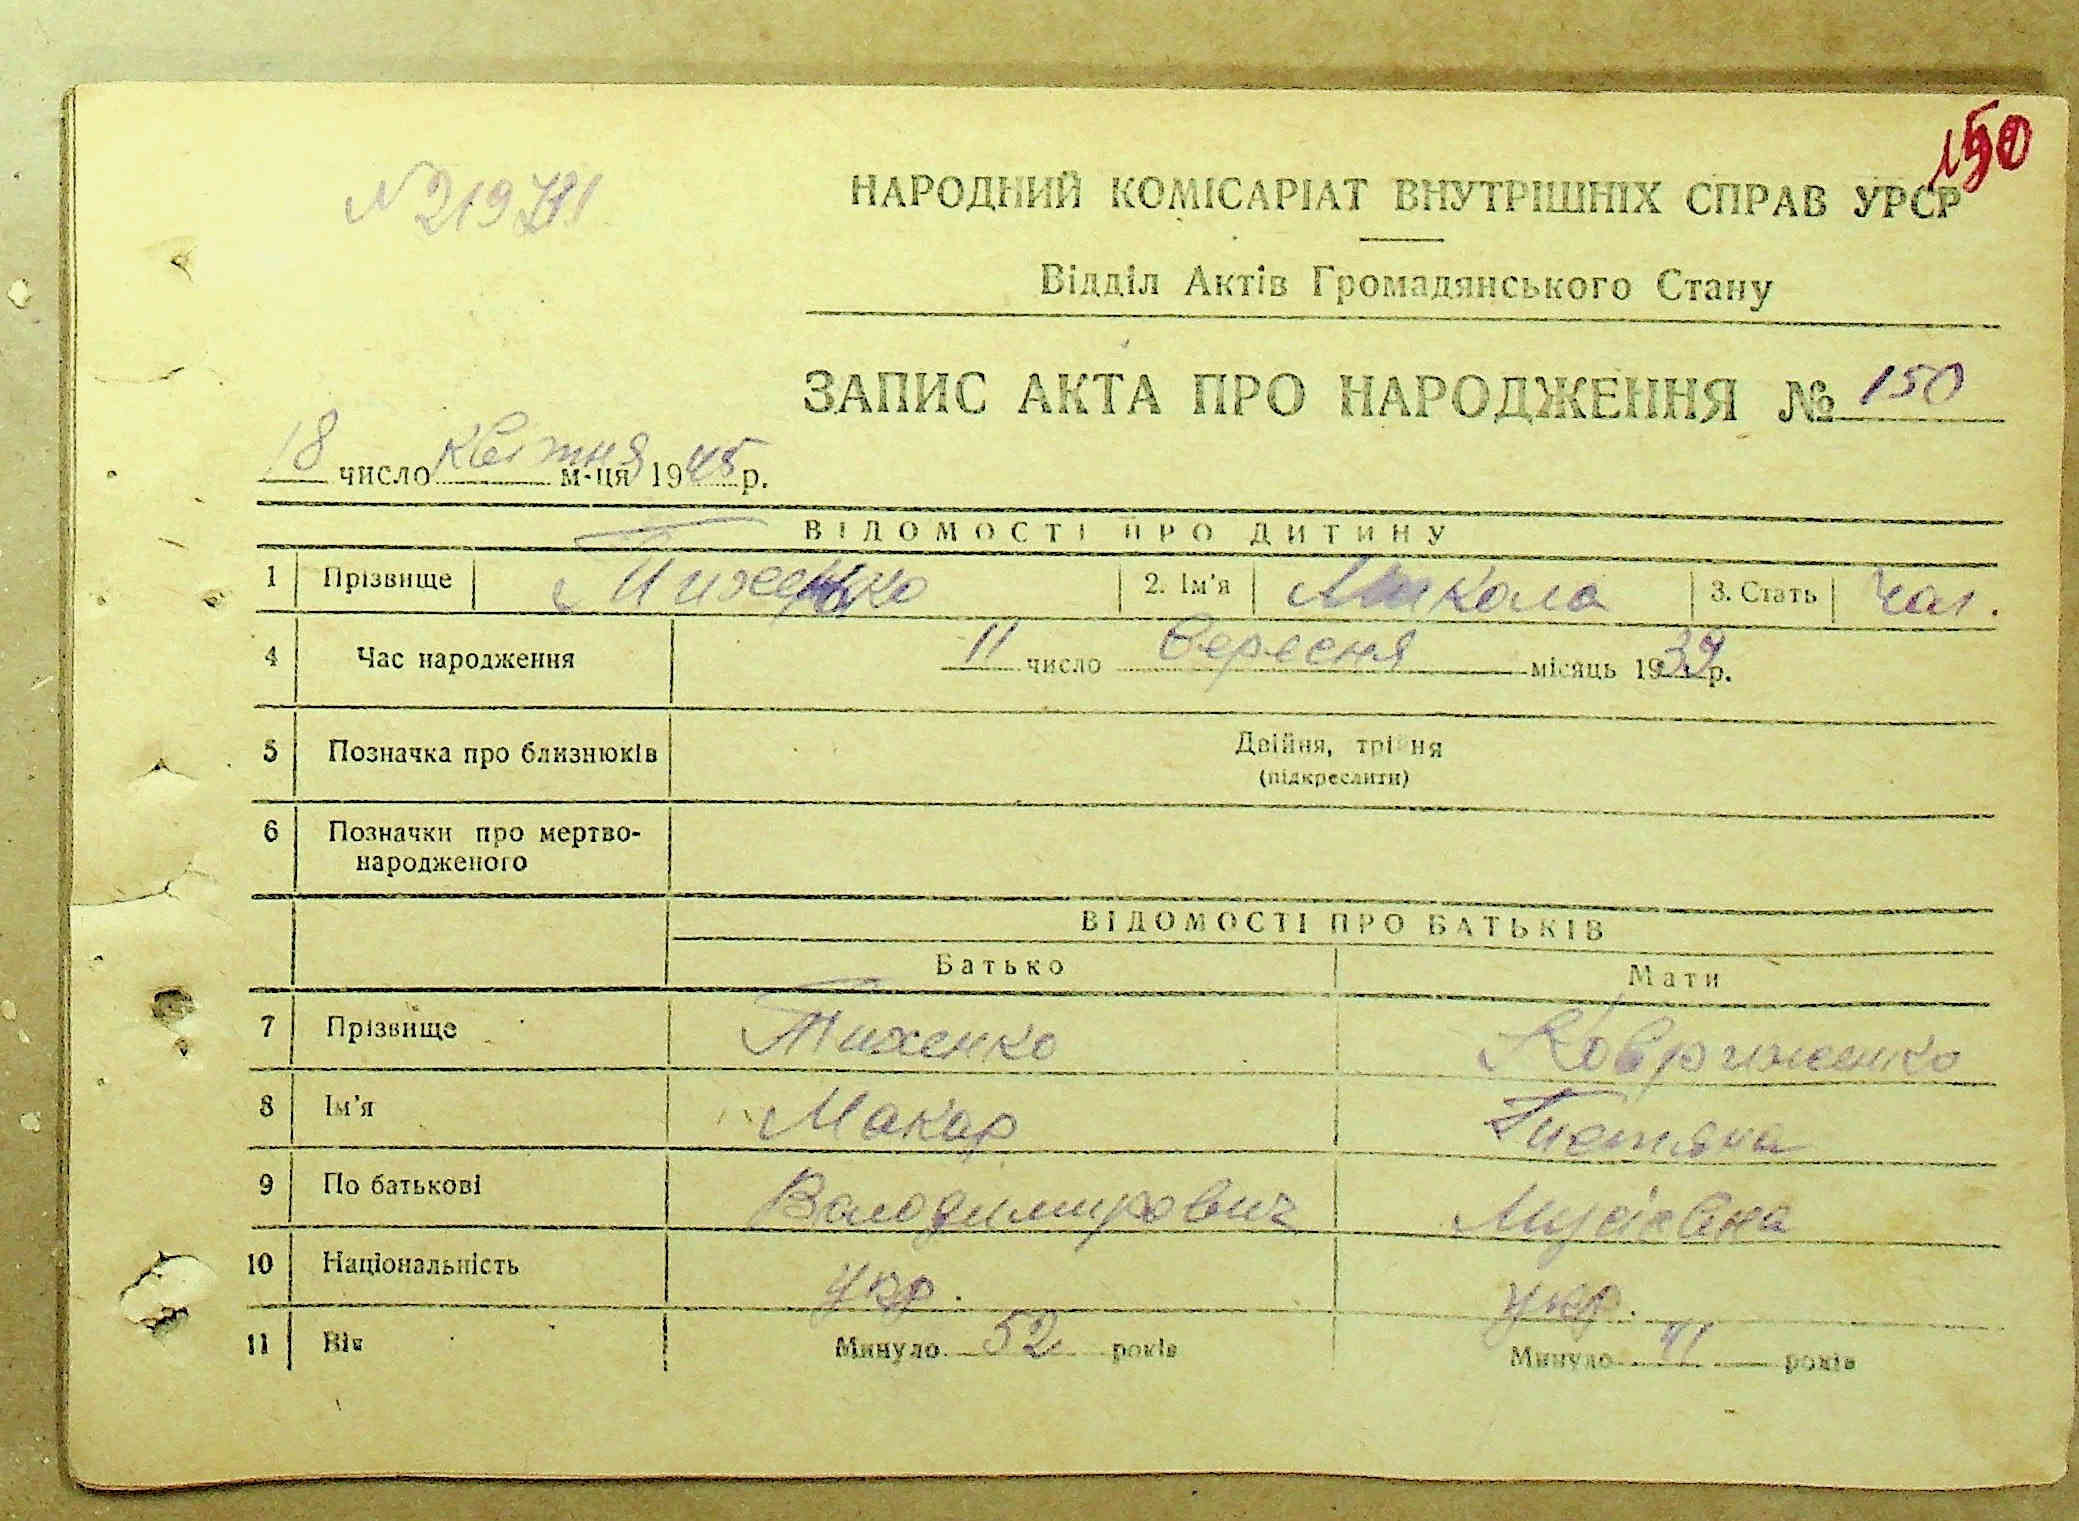 150
НАРОДНИЙ КОМІСАРІАТ ВНУТРІШНІХ СПРАВ УРСР
Відділ Актів Громадянського Стану
ЗАПИС АКТА ПРО НАРОДЖЕННЯ № 150
18 число квітня м-ця 1945 р.
ВІДОМОСТІ ПРО ДИТИНУ
1 Прізвище Тихенко 2. Ім'я Микола 3. Стать чол.
4 Час народження 11 число вересня місяць 1939 р.
5 Позначка про близнюків Двійня, трійня
(підкреслити)
6 Позначки про мертво-
народженого
ВІДОМОСТІ ПРО БАТЬКІВ
Батько Мати
7 Прізвище Тихенко Ковриженко
8 Ім'я Макар Тетяна
9 По батькові Володимирович Мусіївна
10 Національність укр. укр.
11 Вік Минуло 52 років Минуло 41 років